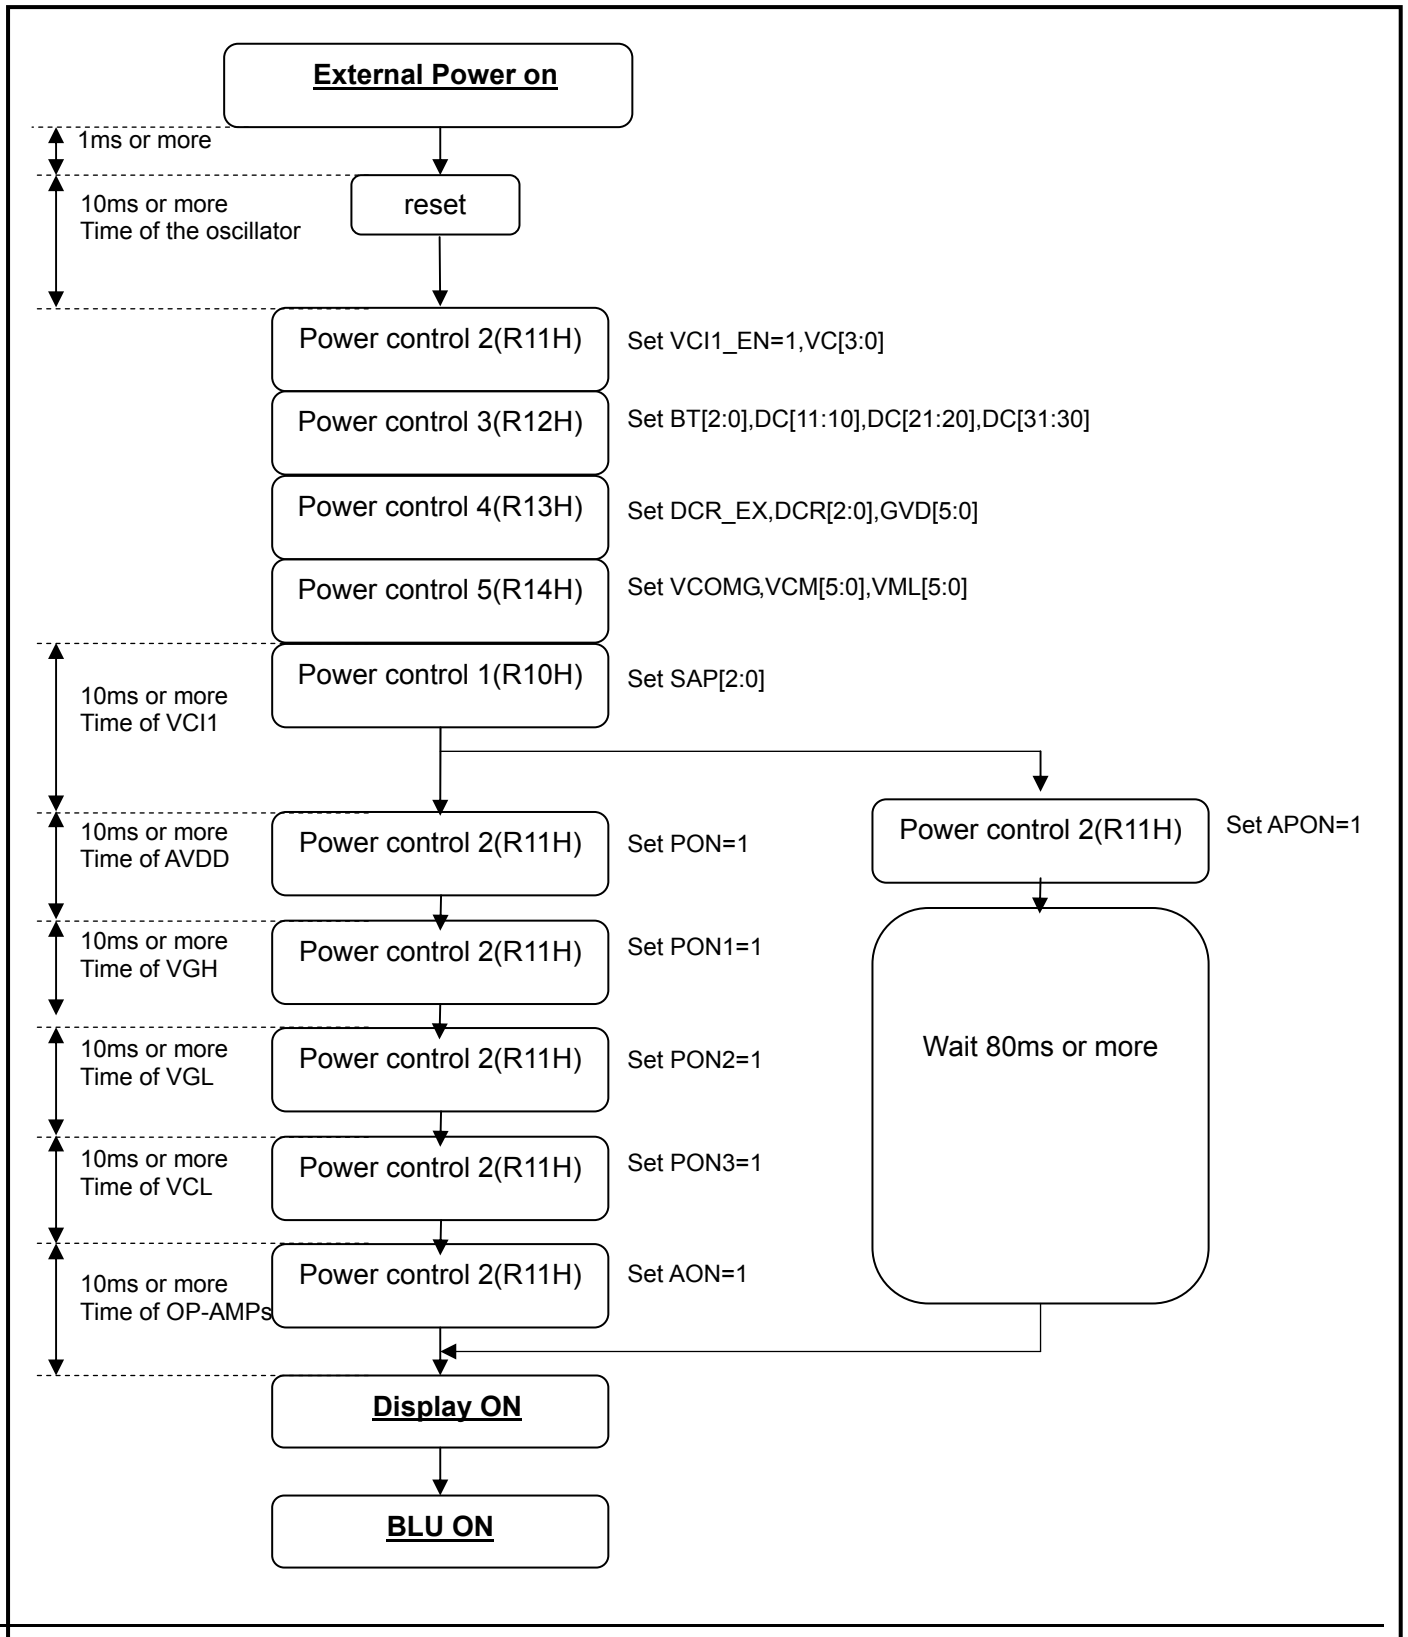 External Power on
1ms or more
10ms or more
Time of the oscillator
reset
Power control 2(R11H)
Set VCI1_EN=1,VC[3:0]
Power control 3(R12H)
Set BT[2:0],DC[11:10],DC[21:20],DC[31:30]
Power control 4(R13H)
Set DCR_EX,DCR[2:0],GVD[5:0]
Power control 5(R14H)
Set VCOMG,VCM[5:0],VML[5:0]
Power control 1(R10H)
Set SAP[2:0]
10ms or more
Time of VCI1
10ms or more
Time of AVDD
Power control 2(R11H)
Set PON=1
Power control 2(R11H)
Set APON=1
10ms or more
Time of VGH
Power control 2(R11H)
Set PON1=1
10ms or more
Time of VGL
Power control 2(R11H)
Set PON2=1
Wait 80ms or more
10ms or more
Time of VCL
Power control 2(R11H)
Set PON3=1
10ms or more
Time of OP-AMPs
Power control 2(R11H)
Set AON=1
Display ON
BLU ON